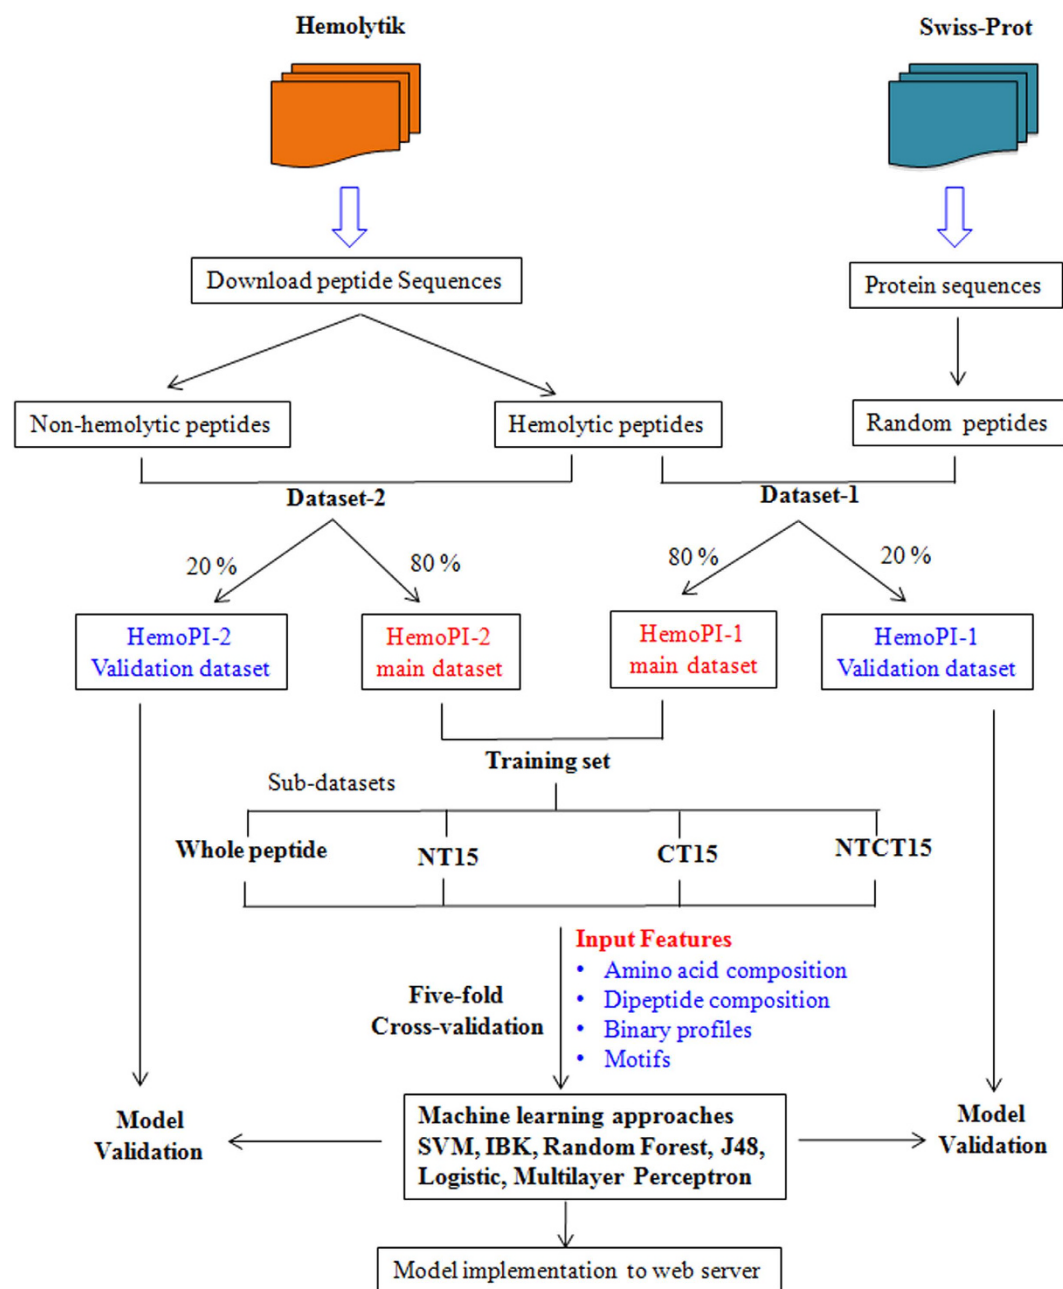 Hemolytik
Swiss-Prot
Download peptide Sequences
Protein sequences
Non-hemolytic peptides
Hemolytic peptides
Random peptides
Dataset-2
Dataset-1
20 %
80 %
80 %
20 %
HemoPI-2
Validation dataset
HemoPI-2
main dataset
HemoPI-1
main dataset
HemoPI-1
Validation dataset
Training set
Sub-datasets
Whole peptide
NT15
CT15
NTCT15
Five-fold
Cross-validation
Input Features
• Amino acid composition
• Dipeptide composition
• Binary profiles
• Motifs
Model
Validation
Machine learning approaches
SVM, IBK, Random Forest, J48,
Logistic, Multilayer Perceptron
Model
Validation
Model implementation to web server